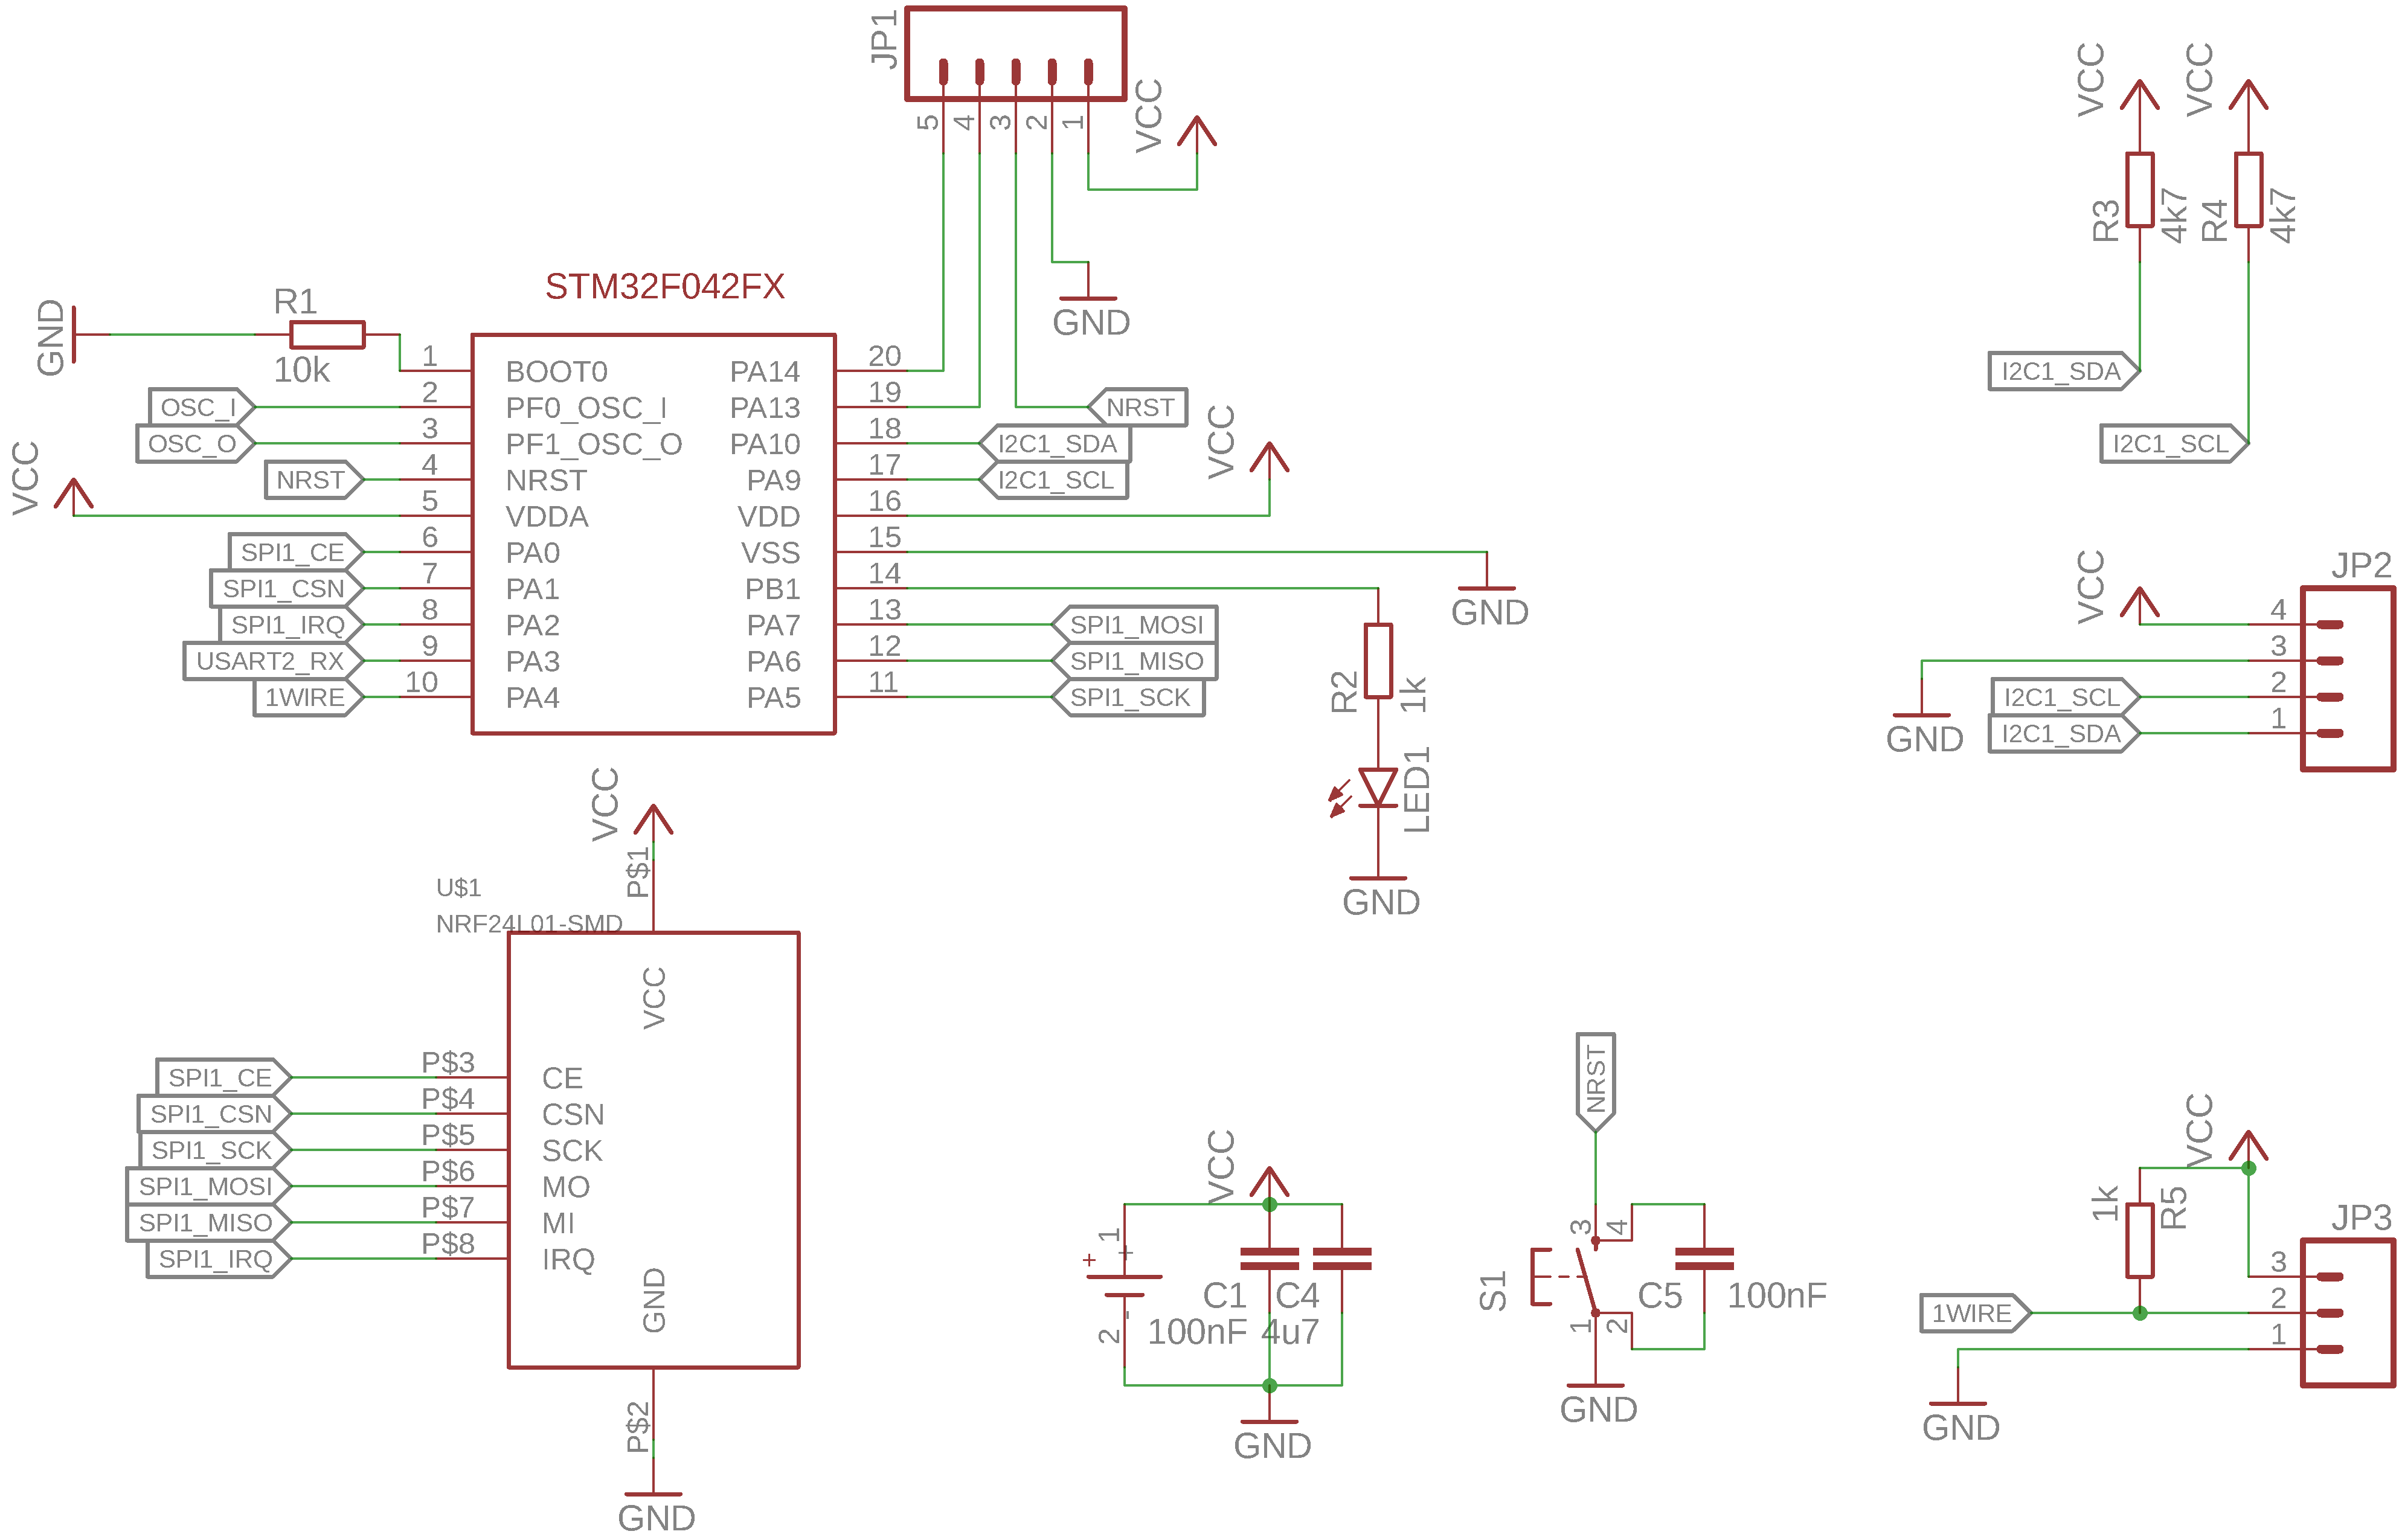 JP1
5 4 3 2 1
VCC
GND
STM32F042FX
GND
R1
10k
OSC_I
OSC_O
NRST
VCC
SPI1_CE
SPI1_CSN
SPI1_IRQ
USART2_RX
1WIRE
1 BOOT0 PA14 20
2 PF0_OSC_I PA13 19
3 PF1_OSC_O PA10 18
4 NRST PA9 17
5 VDDA VDD 16
6 PA0 VSS 15
7 PA1 PB1 14
8 PA2 PA7 13
9 PA3 PA6 12
10 PA4 PA5 11
NRST
I2C1_SDA
I2C1_SCL
VCC
GND
SPI1_MOSI
SPI1_MISO
SPI1_SCK
R2
1k
LED1
GND
VCC VCC
R3 4k7 R4 4k7
I2C1_SDA
I2C1_SCL
JP2
VCC
4
3
I2C1_SCL 2
I2C1_SDA 1
GND
VCC
P$1
U$1
NRF24L01-SMD
VCC
SPI1_CE P$3 CE
SPI1_CSN P$4 CSN
SPI1_SCK P$5 SCK
SPI1_MOSI P$6 MO
SPI1_MISO P$7 MI
SPI1_IRQ P$8 IRQ
GND
P$2
GND
VCC
1
+ +
-
2
C1 C4
100nF 4u7
GND
NRST
3 4
S1
1 2
C5 100nF
GND
VCC
1k R5
JP3
3
1WIRE 2
1
GND